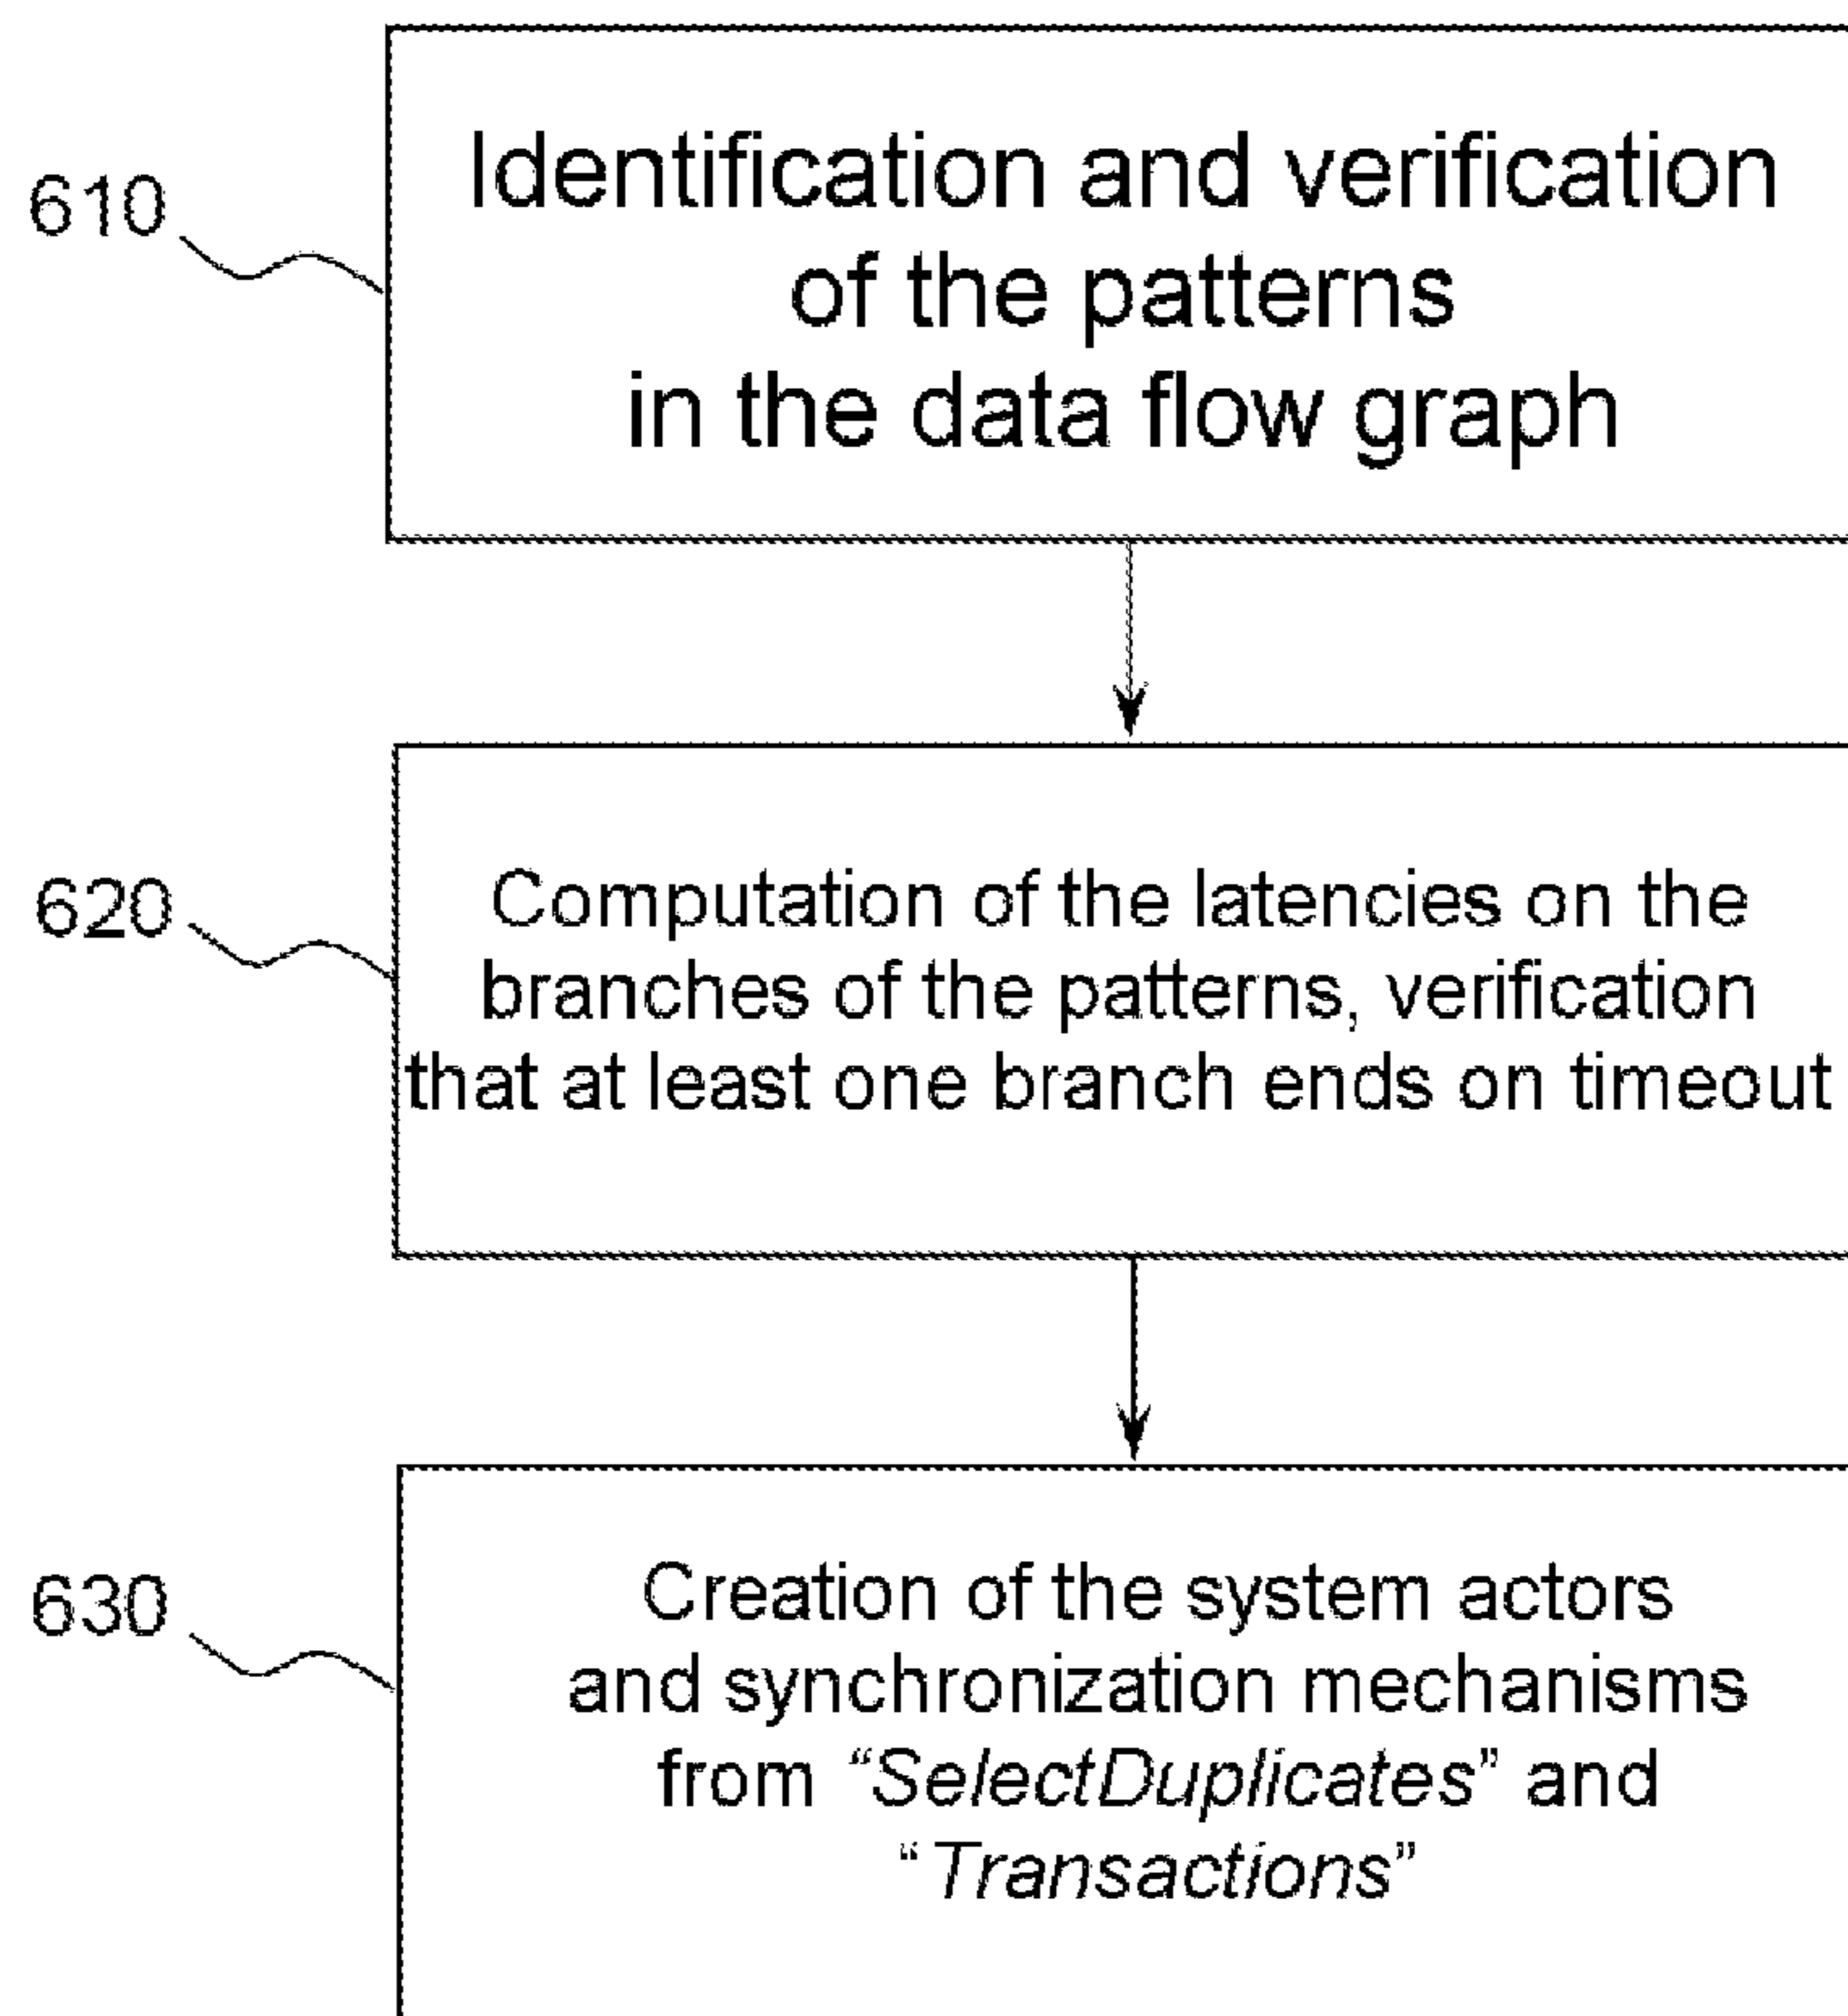 610
Identification and verification
of the patterns
in the data flow graph
620
Computation of the latencies on the
branches of the patterns, verification
that at least one branch ends on timeout
630
Creation of the system actors
and synchronization mechanisms
from “SelectDuplicates” and
“Transactions”